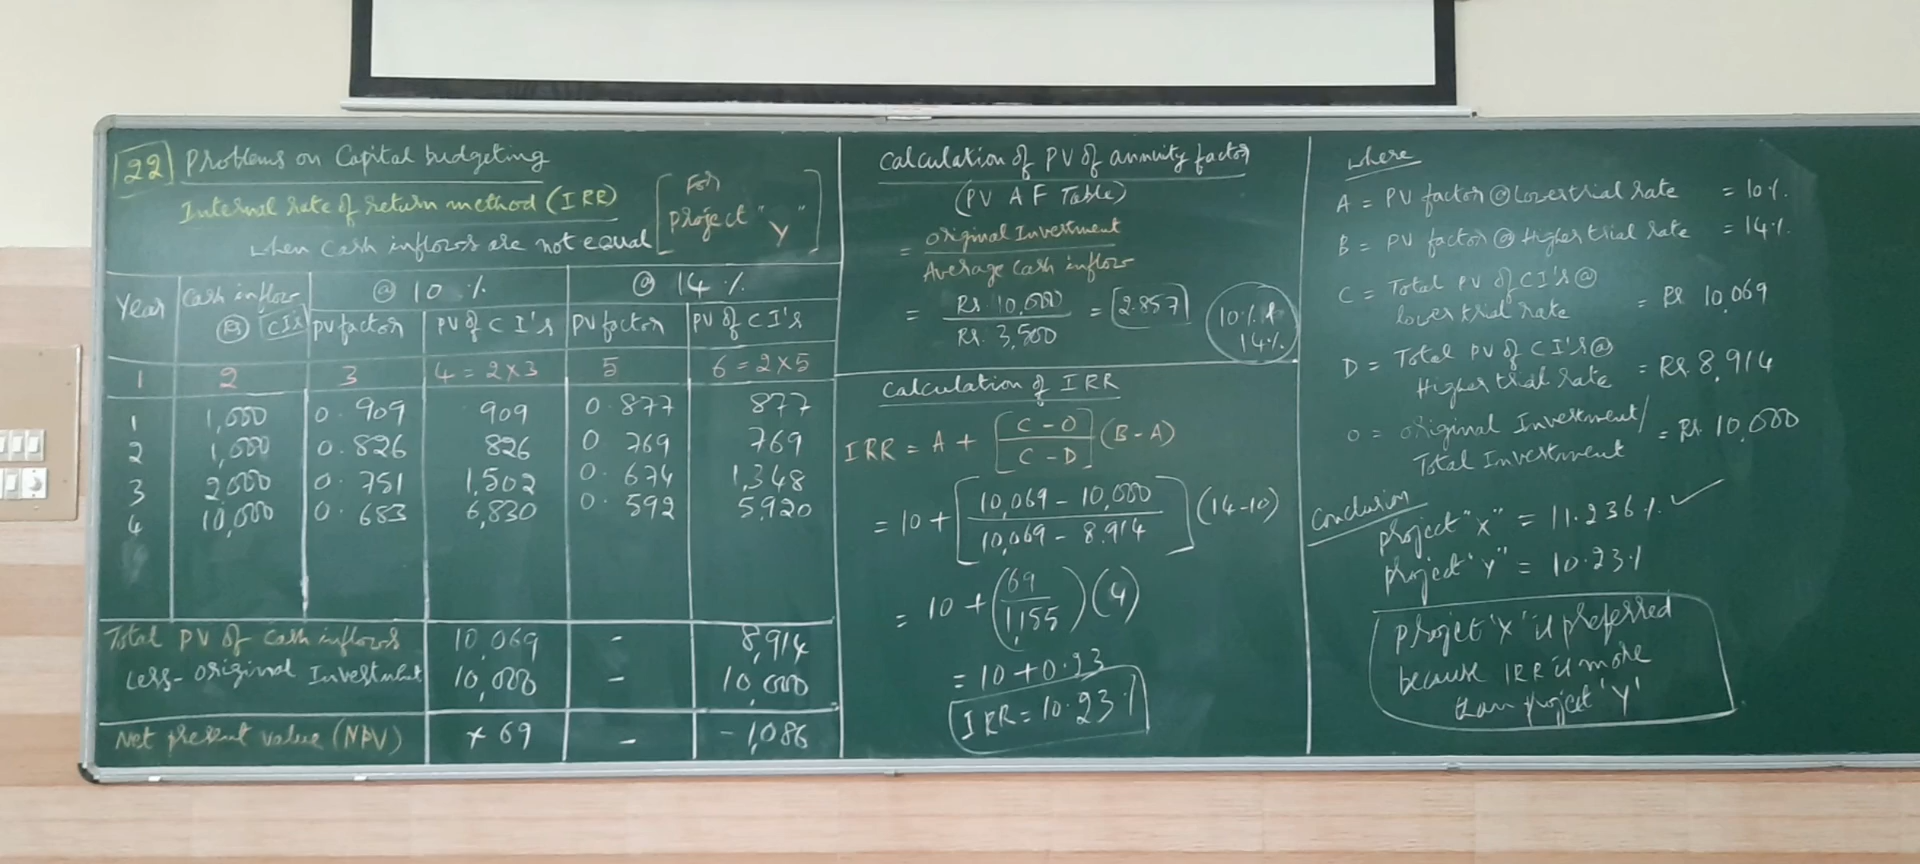 22 Problems on Capital budgeting
Internal rate of return method (IRR)
when cash inflows are not equal
[For project "Y"]
Year | Cash inflow (Rs) CI's | @ 10 % | @ 14 %
PV factor | PV of CI's | PV factor | PV of CI's
1 | 2 | 3 | 4 = 2 x 3 | 5 | 6 = 2 x 5
1 | 1,000 | 0.909 | 909 | 0.877 | 877
2 | 1,000 | 0.826 | 826 | 0 769 | 769
3 | 2,000 | 0.751 | 1,502 | 0.674 | 1,348
4 | 10,000 | 0.683 | 6,830 | 0.592 | 5,920
Total PV of cash inflows | 10,069 | - | 8,914
Less- original Investment | 10,000 | - | 10,000
Net present value (NPV) | + 69 | - | -1,086
Calculation of PV of annuity factor
(PV A F Table)
= original Investment / Average cash inflow
= Rs. 10,000 / Rs. 3,500 = 2.857
10% & 14%
Calculation of IRR
IRR = A + [C - O / C - D] (B - A)
= 10 + [10,069 - 10,000 / 10,069 - 8,914] (14-10)
= 10 + (69 / 1,155) (4)
= 10 + 0.23
IRR = 10.23%
where
A = PV factor @ Lower trial rate = 10%.
B = PV factor @ Higher trial rate = 14%.
C = Total PV of CI's @
lower trial rate = Rs 10,069
D = Total PV of CI's @
Higher trial rate = Rs. 8,914
O = original Investment/
Total Investment = Rs. 10,000
Conclusion
project "X" = 11.236 % ✓
project "Y" = 10.23%
project 'X' is preferred
because IRR is more
than project 'Y'